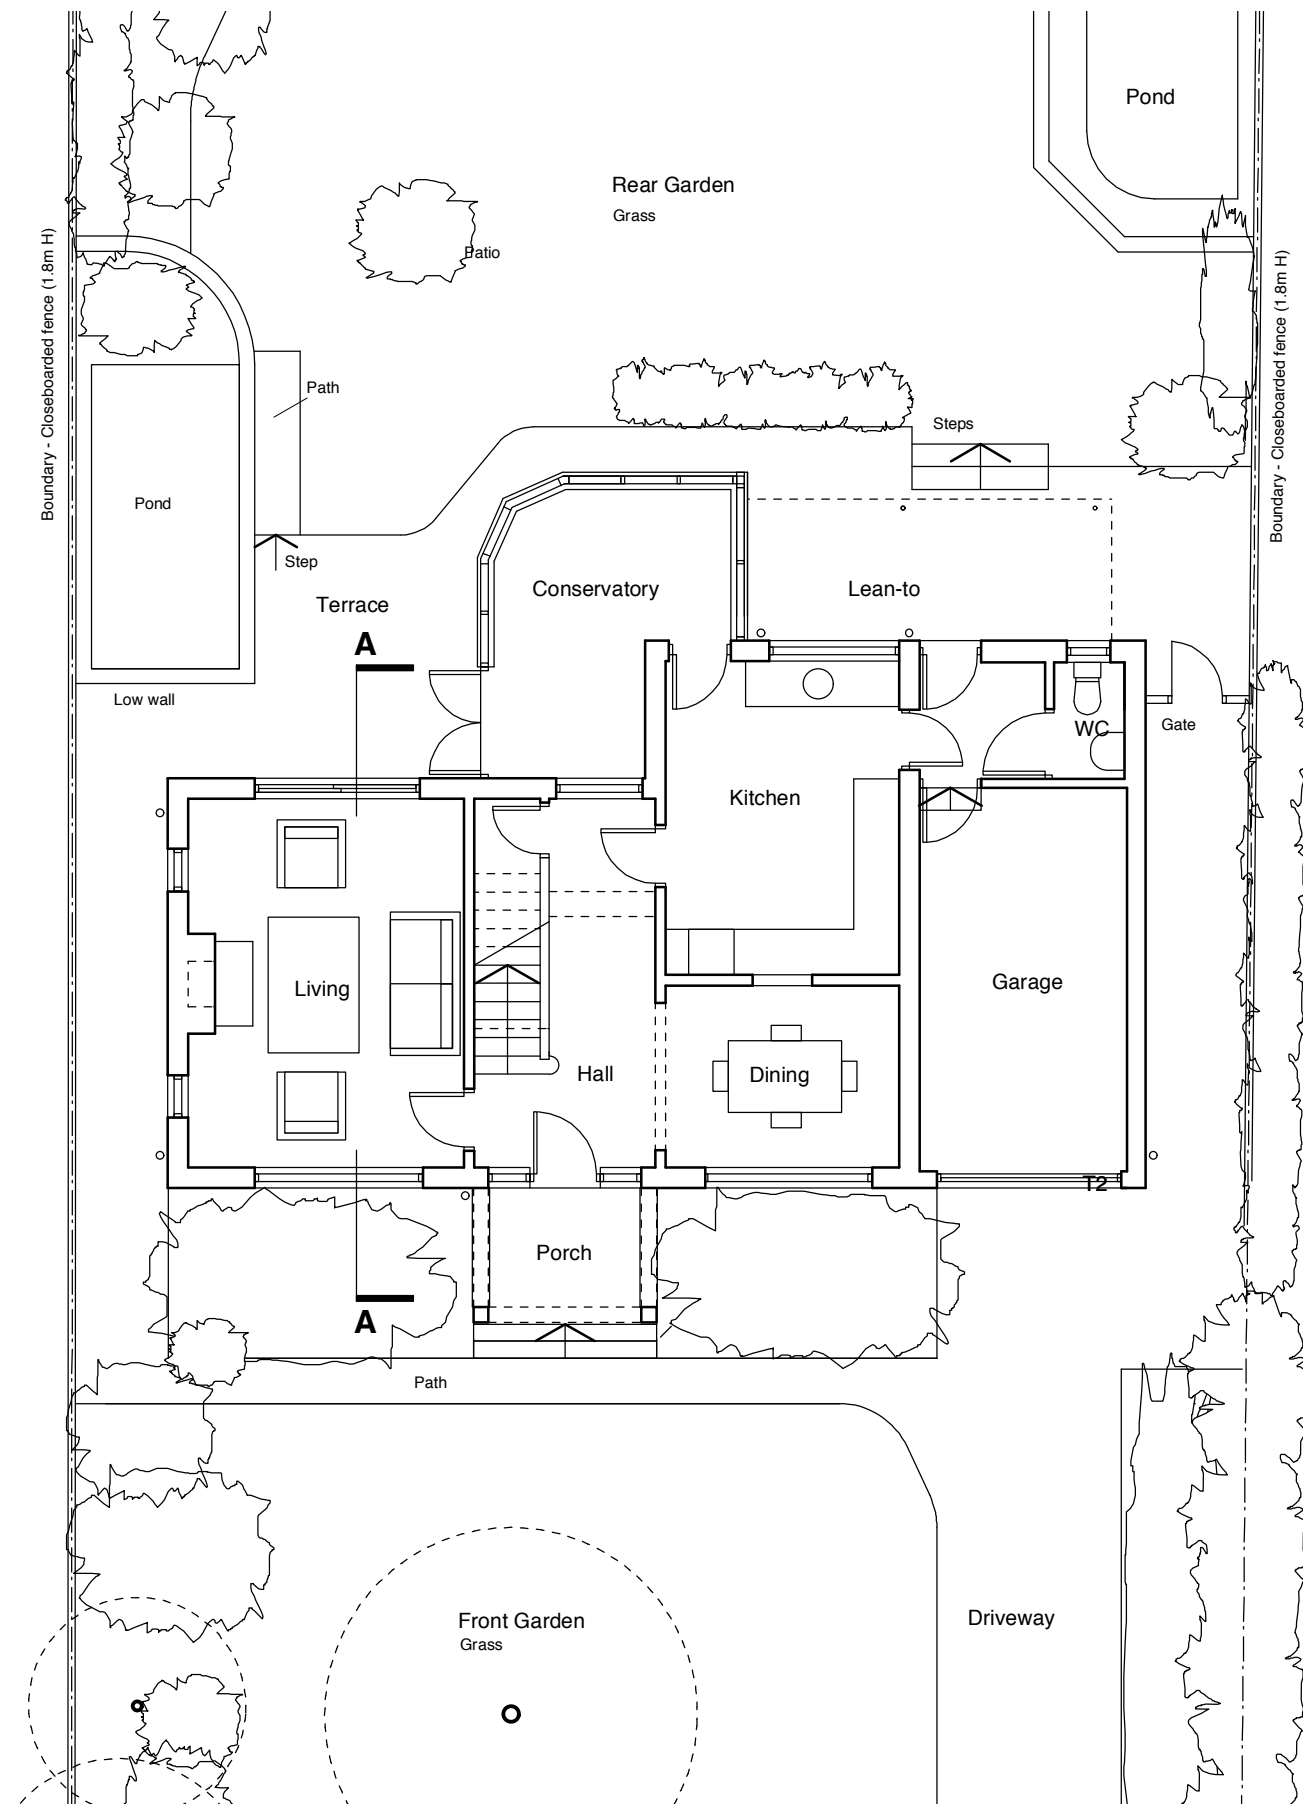 Pond
Rear Garden
Grass
Patio
Boundary - Closeboarded fence (1.8m H)
Boundary - Closeboarded fence (1.8m H)
Path
Steps
Pond
Step
Conservatory
Lean-to
Terrace
A
Low wall
Gate
WC
Kitchen
Garage
Living
Hall
Dining
T2
Porch
A
Path
Front Garden
Grass
Driveway